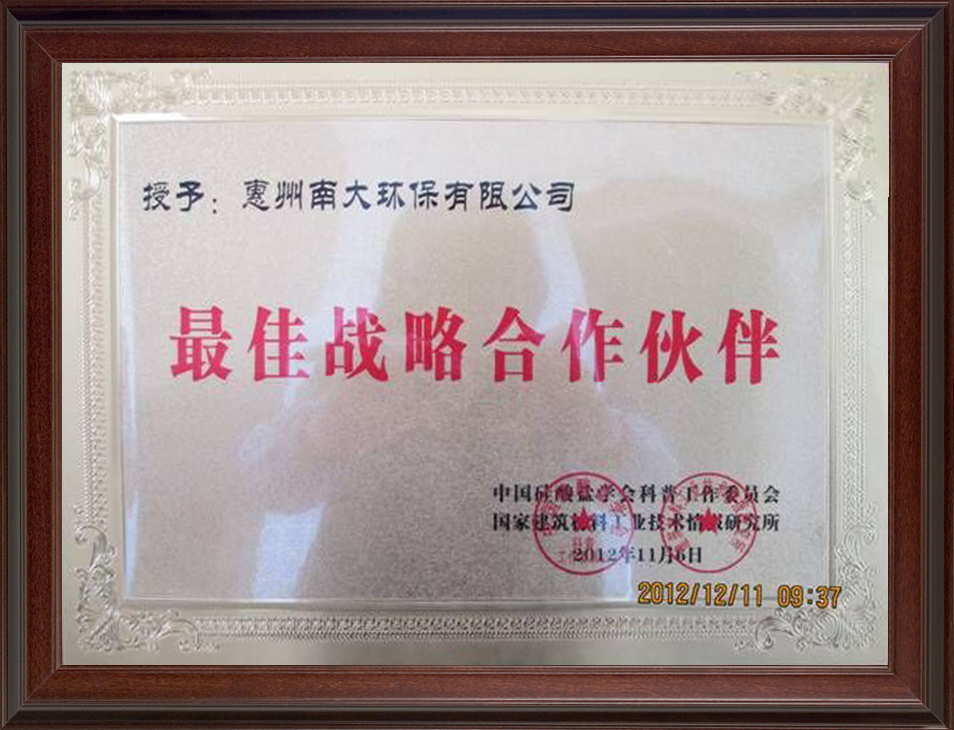 授予：惠州南大环保有限公司
最佳战略合作伙伴
中国硅酸盐学会科普工作委员会
国家建筑材料工业技术情报研究所
2012年11月6日
2012/12/11 09:37